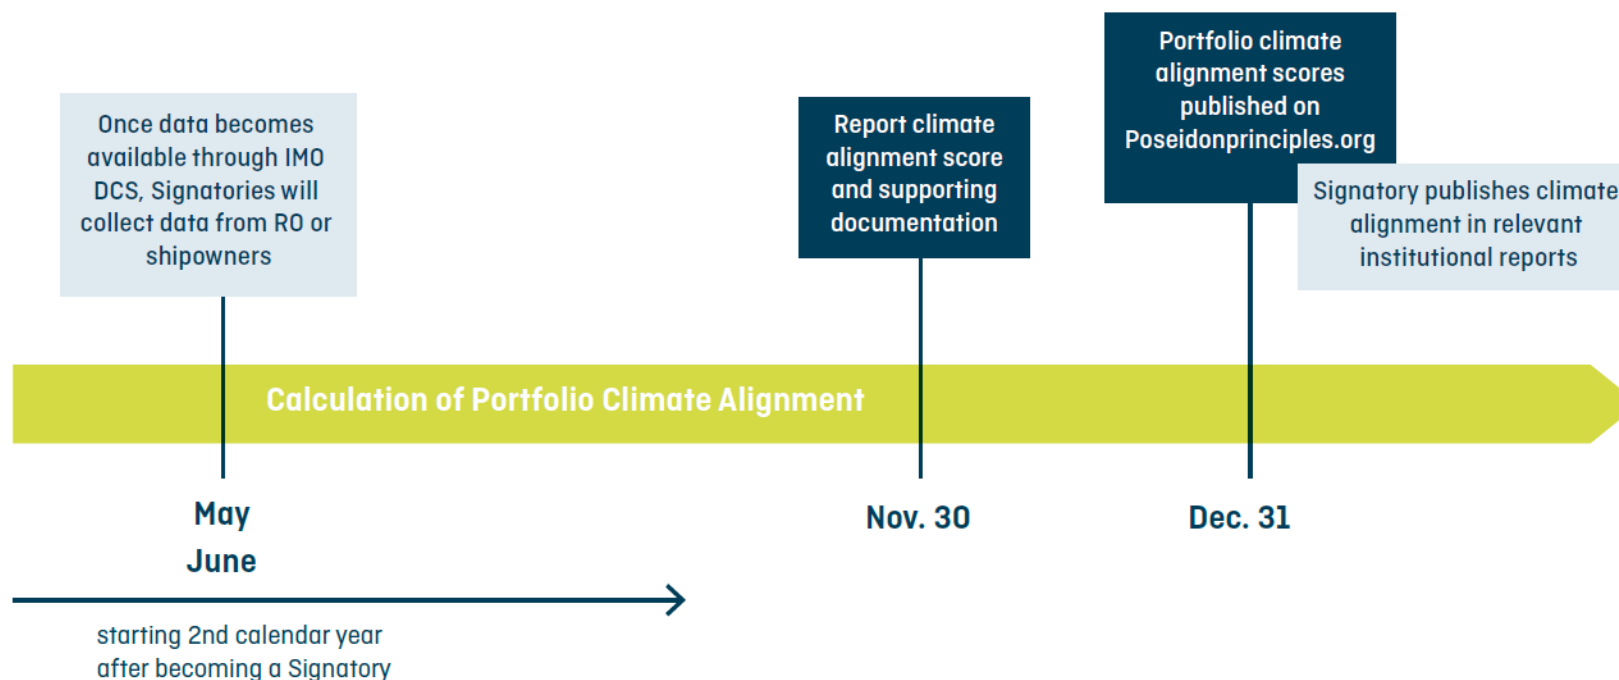 Once data becomes
available through IMO
DCS, Signatories will
collect data from RO or
shipowners
Report climate
alignment score
and supporting
documentation
Portfolio climate
alignment scores
published on
Poseidonprinciples.org
Signatory publishes climate
alignment in relevant
institutional reports
Calculation of Portfolio Climate Alignment
May
June
Nov. 30
Dec. 31
starting 2nd calendar year
after becoming a Signatory